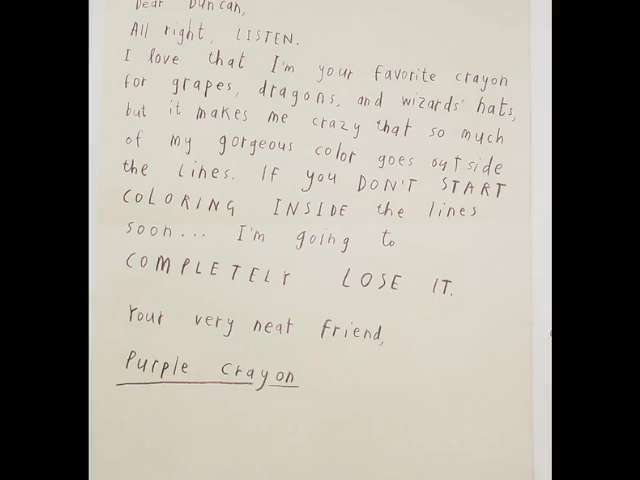 Dear Duncan,
All right, LISTEN.
I love that I'm your favorite crayon
for grapes, dragons, and wizards' hats,
but it makes me crazy that so much
of my gorgeous color goes outside
the lines. If you DON'T START
COLORING INSIDE the lines
soon... I'm going to
COMPLETELY LOSE IT.
Your very neat friend,
Purple Crayon